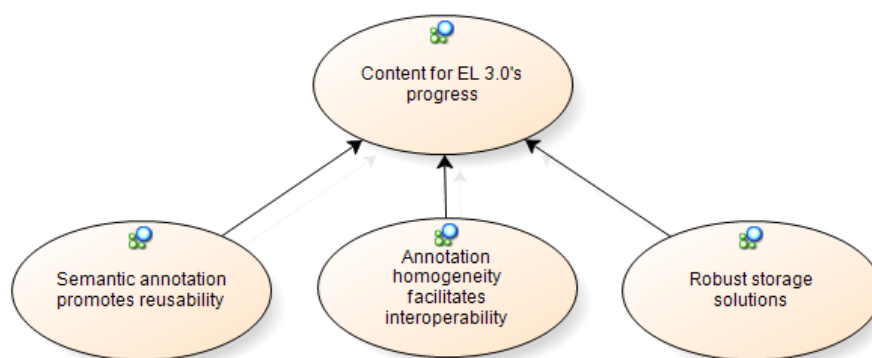 Content for EL 3.0's
progress
Semantic annotation
promotes reusability
Annotation
homogeneity
facilitates
interoperability
Robust storage
solutions